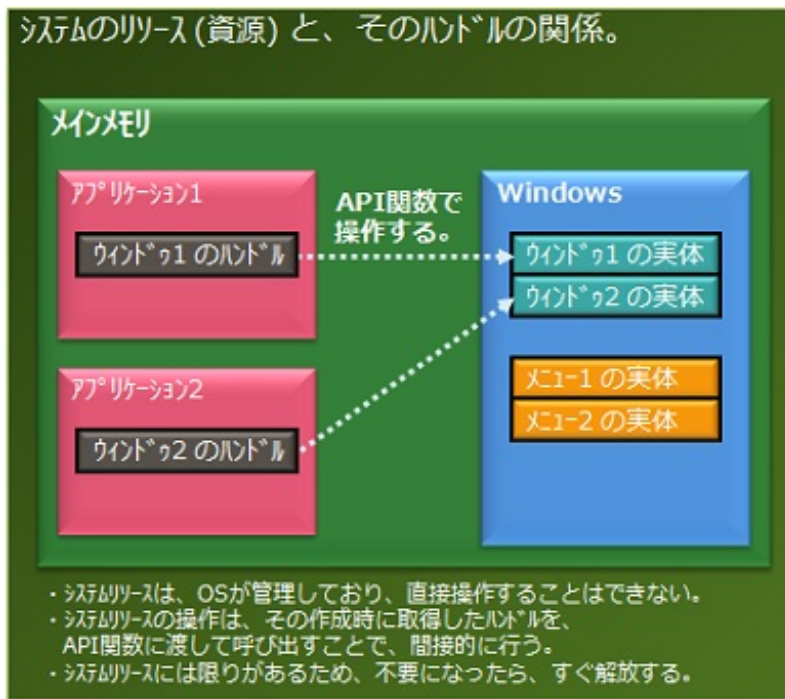 ｼｽﾃﾑのﾘｿｰｽ (資源) と、そのﾊﾝﾄﾞﾙの関係。
ﾒｲﾝﾒﾓﾘ
ｱﾌﾟﾘｹｰｼｮﾝ1
ｳｨﾝﾄﾞｩ1 のﾊﾝﾄﾞﾙ
API関数で
操作する。
Windows
ｳｨﾝﾄﾞｩ1 の実体
ｳｨﾝﾄﾞｩ2 の実体
ｱﾌﾟﾘｹｰｼｮﾝ2
ｳｨﾝﾄﾞｩ2 のﾊﾝﾄﾞﾙ
ﾒﾆｭｰ1 の実体
ﾒﾆｭｰ2 の実体
・ｼｽﾃﾑﾘｿｰｽは、OSが管理しており、直接操作することはできない。
・ｼｽﾃﾑﾘｿｰｽの操作は、その作成時に取得したﾊﾝﾄﾞﾙを、
API関数に渡して呼び出すことで、間接的に行う。
・ｼｽﾃﾑﾘｿｰｽには限りがあるため、不要になったら、すぐ解放する。